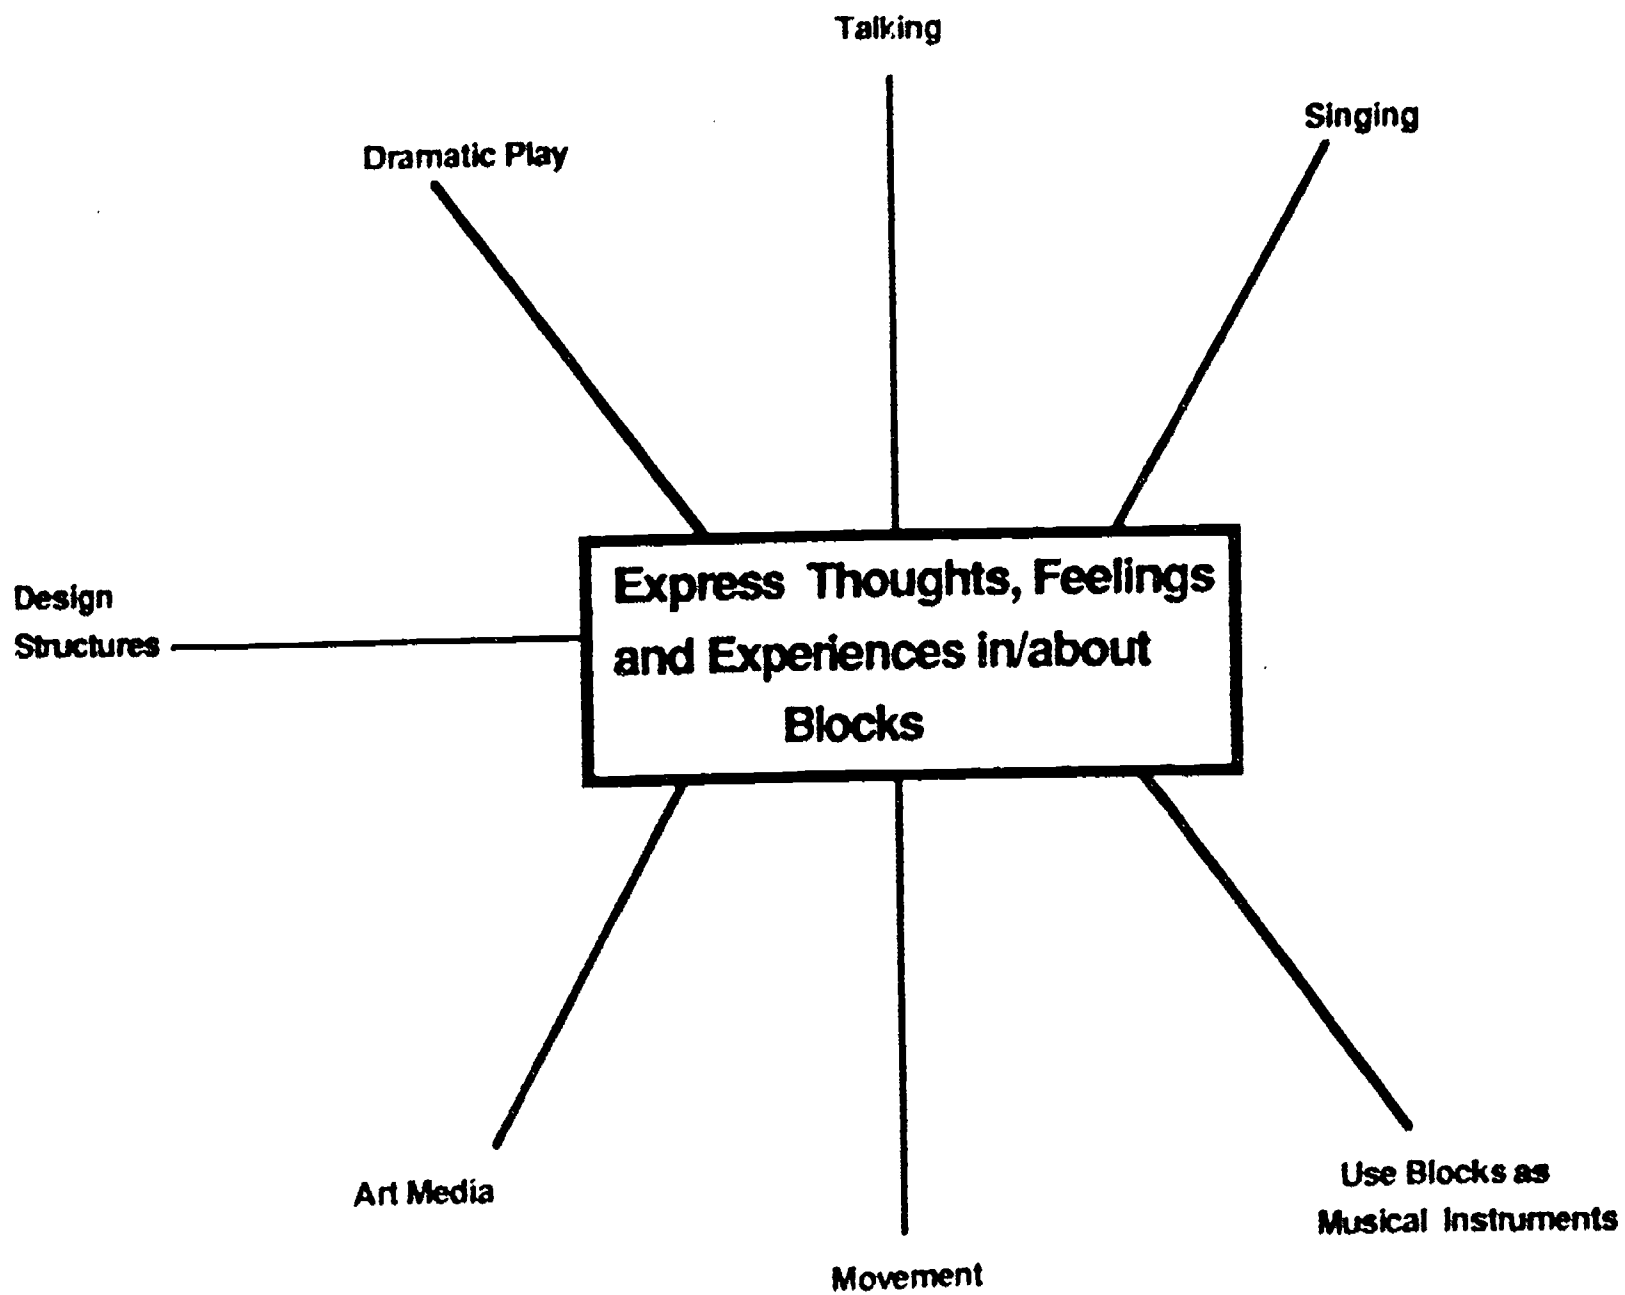 Talking
Singing
Dramatic Play
Express Thoughts, Feelings
and Experiences in/about
Blocks
Design
Structures
Art Media
Use Blocks as
Musical Instruments
Movement